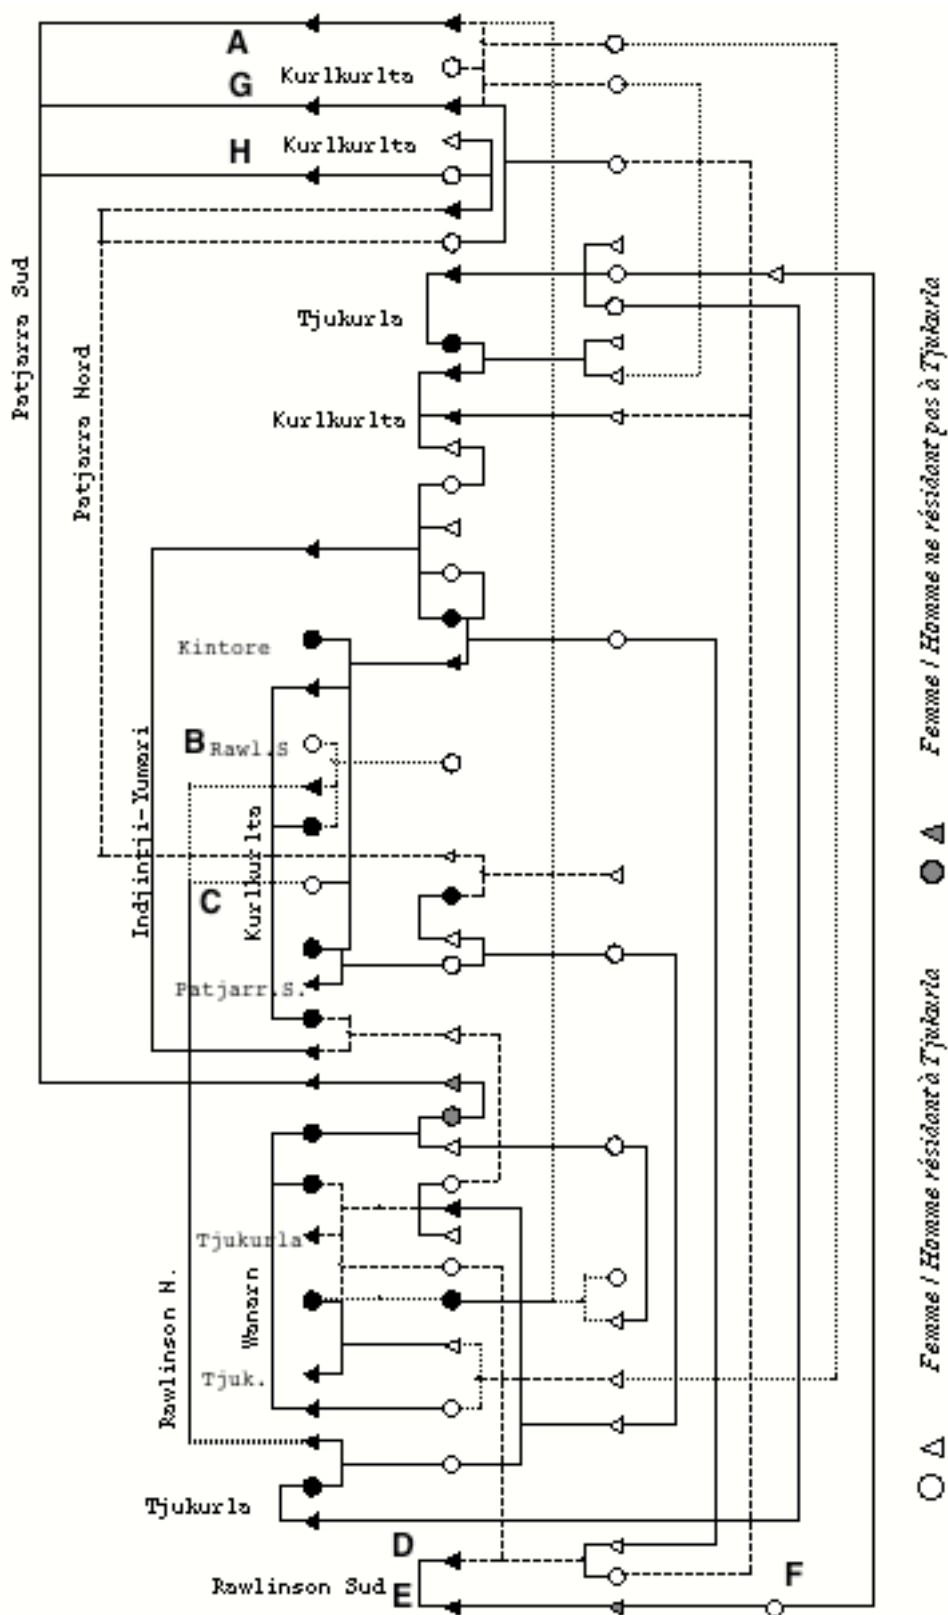 A
Kurlkurlta
G
H
Kurlkurlta
Patjarra Sud
Patjarra Nord
Tjukurla
Kurlkurlta
Kintore
Indjintji-Yumari
B
Rawl.S
Kurlkurlta
C
Patjarr.S.
Tjukurla
Rawlinson N.
Wanarn
Tjuk.
Tjukurla
D
Rawlinson Sud
E
F
Femme / Homme ne résidant pas à Tjukurla
Femme / Homme résidant à Tjukurla